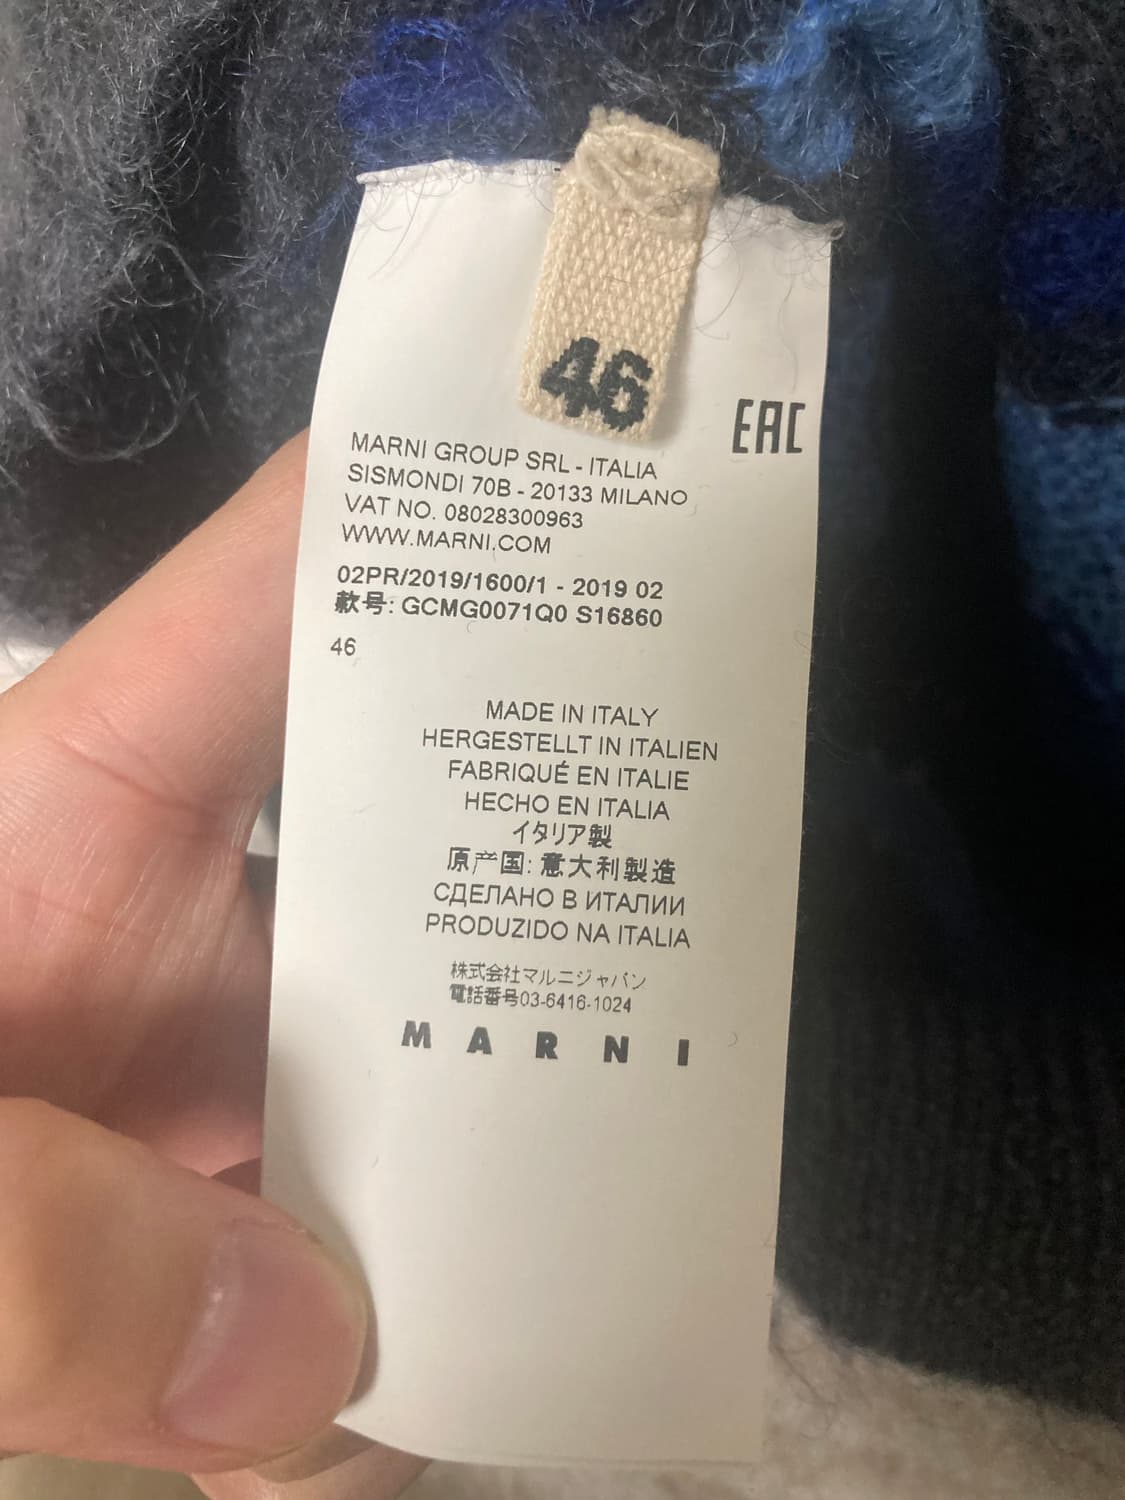 46
EAC
MARNI GROUP SRL - ITALIA
SISMONDI 70B - 20133 MILANO
VAT NO. 08028300963
WWW.MARNI.COM
02PR/2019/1600/1 - 2019 02
款号: GCMG0071Q0 S16860
46
MADE IN ITALY
HERGESTELLT IN ITALIEN
FABRIQUÉ EN ITALIE
HECHO EN ITALIA
イタリア製
原产国: 意大利製造
СДЕЛАНО В ИТАЛИИ
PRODUZIDO NA ITALIA
株式会社マルニジャパン
電話番号03-6416-1024
MARNI